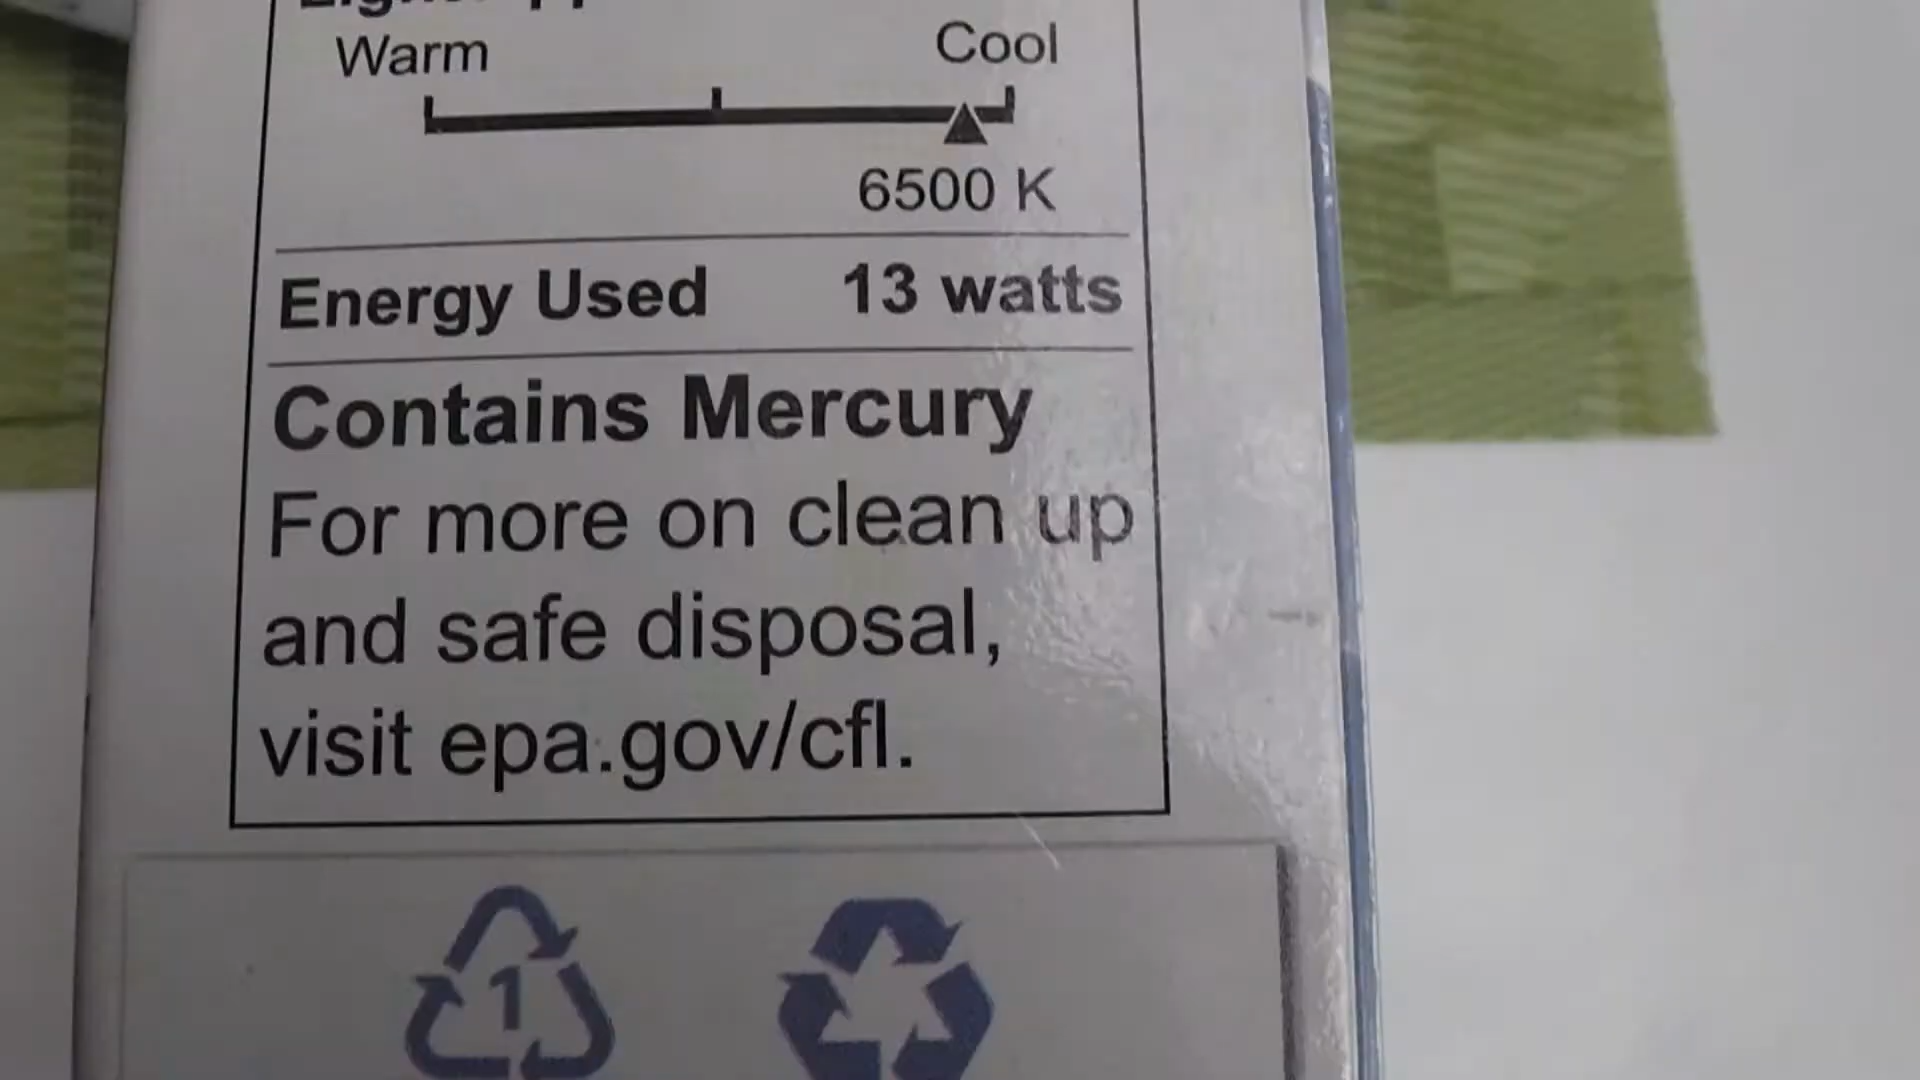 Warm Cool
6500 K
Energy Used 13 watts
Contains Mercury
For more on clean up
and safe disposal,
visit epa.gov/cfl.
1